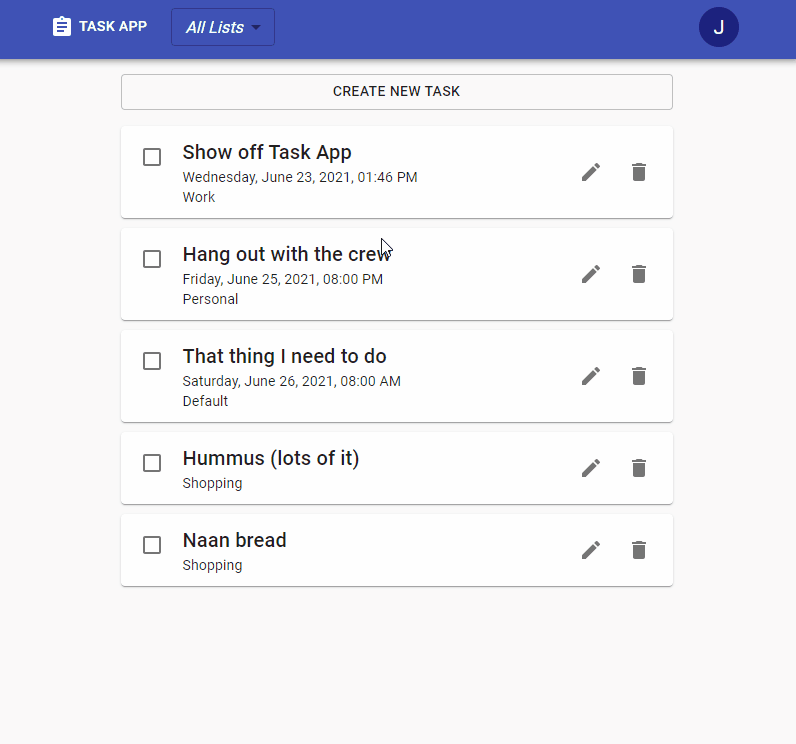 TASK APP
All Lists
J
CREATE NEW TASK
Show off Task App
Wednesday, June 23, 2021, 01:46 PM
Work
Hang out with the crew
Friday, June 25, 2021, 08:00 PM
Personal
That thing I need to do
Saturday, June 26, 2021, 08:00 AM
Default
Hummus (lots of it)
Shopping
Naan bread
Shopping